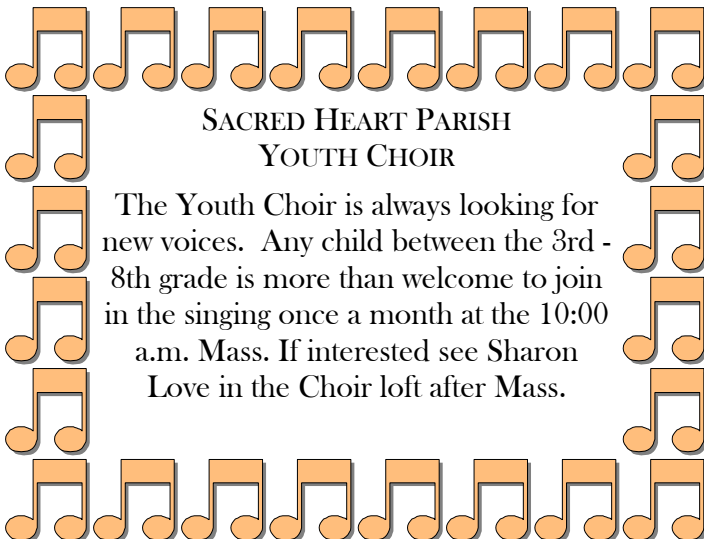 SACRED HEART PARISH
YOUTH CHOIR
The Youth Choir is always looking for
new voices.  Any child between the 3rd -
8th grade is more than welcome to join
in the singing once a month at the 10:00
a.m. Mass. If interested see Sharon
Love in the Choir loft after Mass.